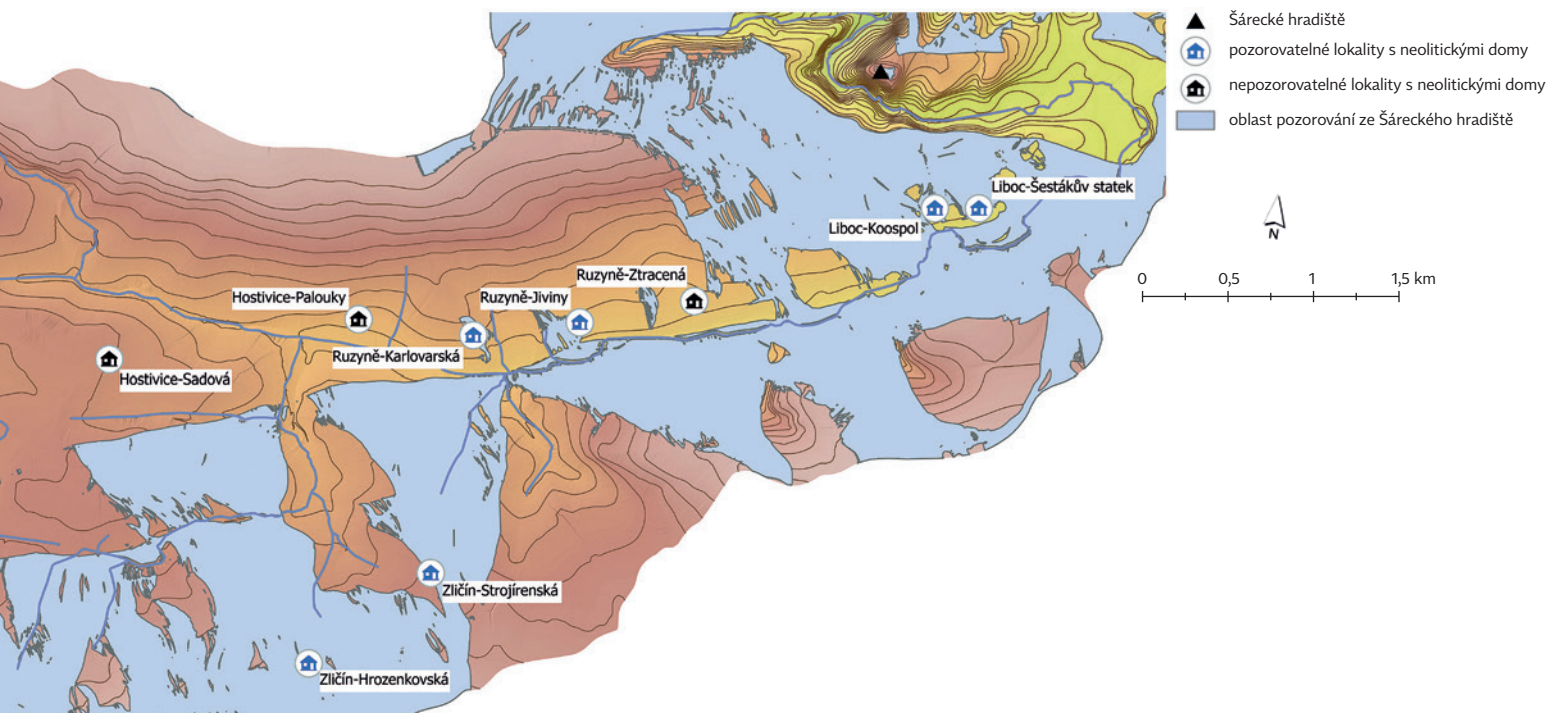 Šárecké hradiště
pozorovatelné lokality s neolitickými domy
nepozorovatelné lokality s neolitickými domy
oblast pozorování ze Šáreckého hradiště
Liboc-Šestákův statek
Liboc-Koospol
N
Ruzyně-Ztracená
0 0,5 1 1,5 km
Hostivice-Palouky
Ruzyně-Jiviny
Ruzyně-Karlovarská
Hostivice-Sadová
Zličín-Strojírenská
Zličín-Hrozenkovská